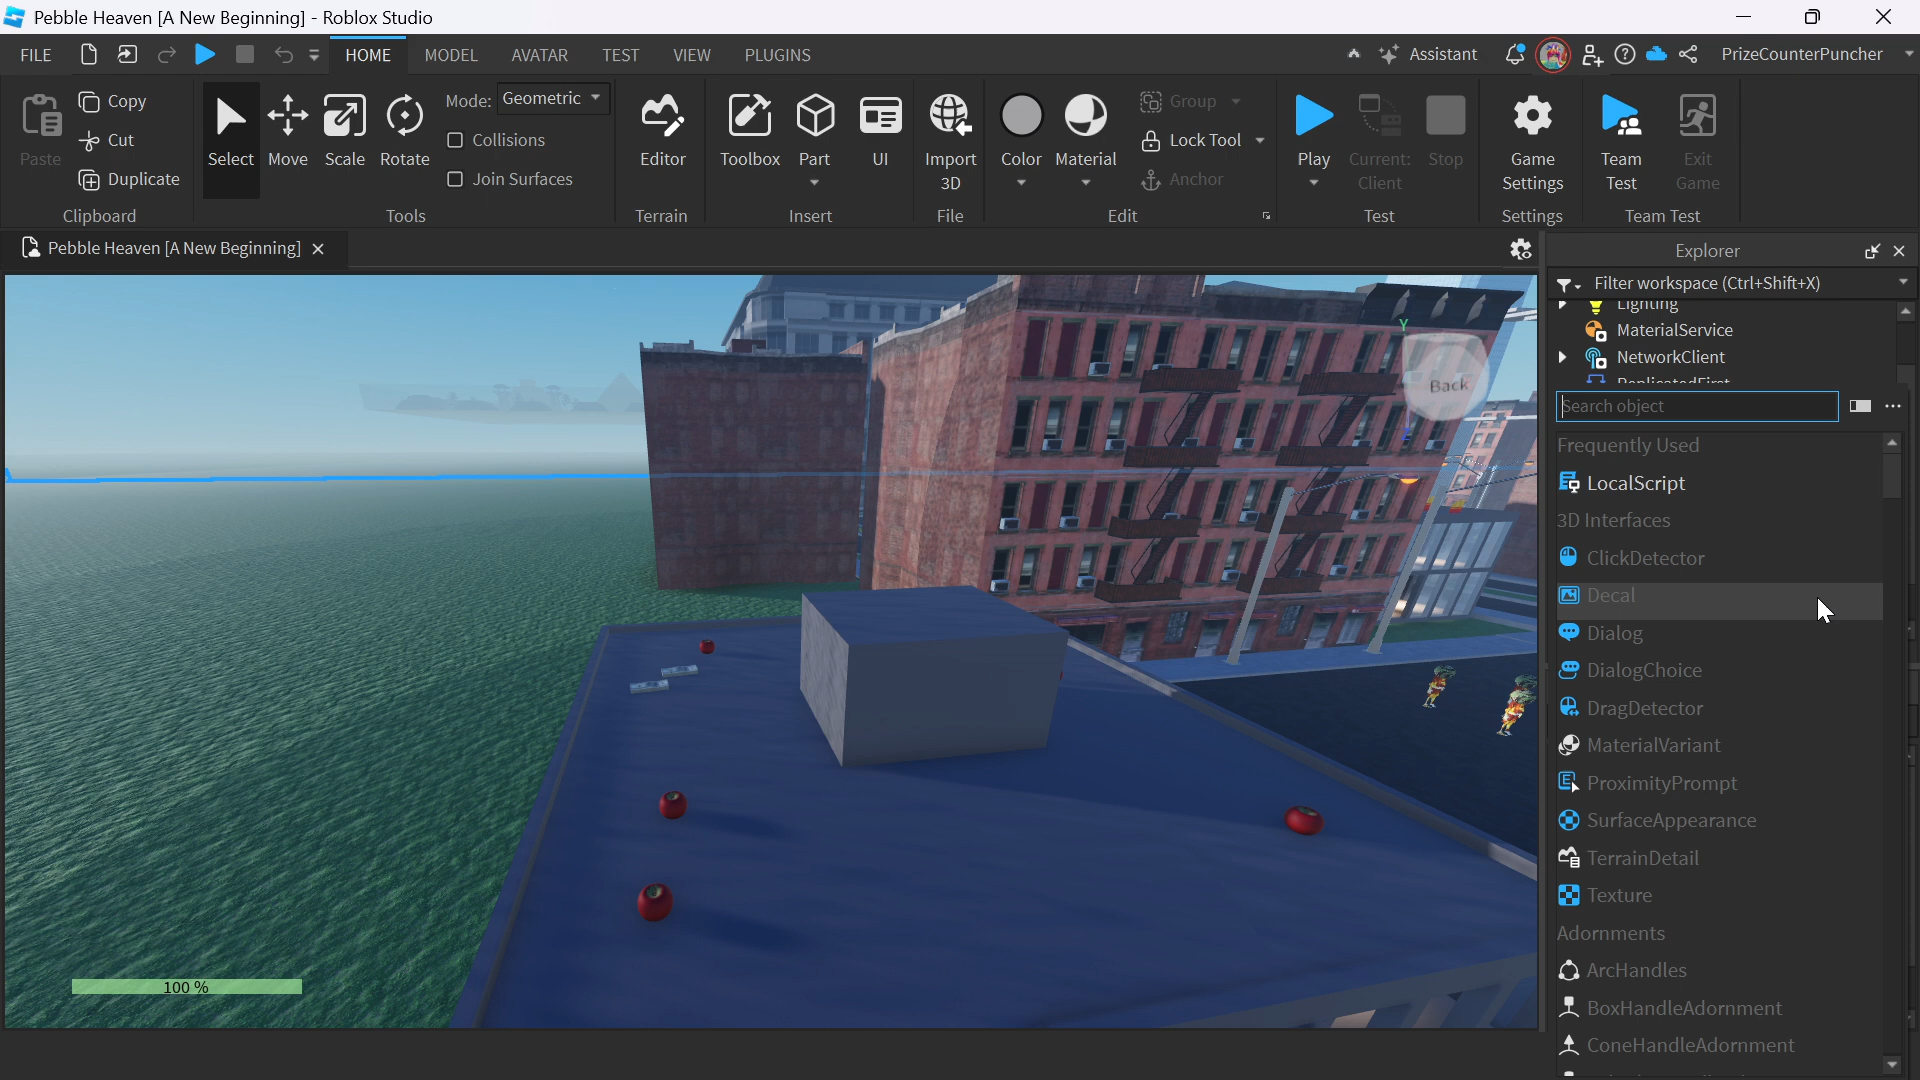 Pebble Heaven [A New Beginning] - Roblox Studio
FILE
HOME
MODEL
AVATAR
TEST
VIEW
PLUGINS
Assistant
PrizeCounterPuncher
Paste
Copy
Cut
Duplicate
Clipboard
Select
Move
Scale
Rotate
Mode: Geometric
Collisions
Join Surfaces
Tools
Editor
Terrain
Toolbox
Part
UI
Insert
Import
3D
File
Color
Material
Group
Lock Tool
Anchor
Edit
Play
Current:
Client
Stop
Test
Game
Settings
Settings
Team
Test
Exit
Game
Team Test
Pebble Heaven [A New Beginning]
Explorer
Filter workspace (Ctrl+Shift+X)
Lighting
MaterialService
NetworkClient
ReplicatedFirst
Search object
Frequently Used
LocalScript
3D Interfaces
ClickDetector
Decal
Dialog
DialogChoice
DragDetector
MaterialVariant
ProximityPrompt
SurfaceAppearance
TerrainDetail
Texture
Adornments
ArcHandles
BoxHandleAdornment
ConeHandleAdornment
Y
Back
100 %